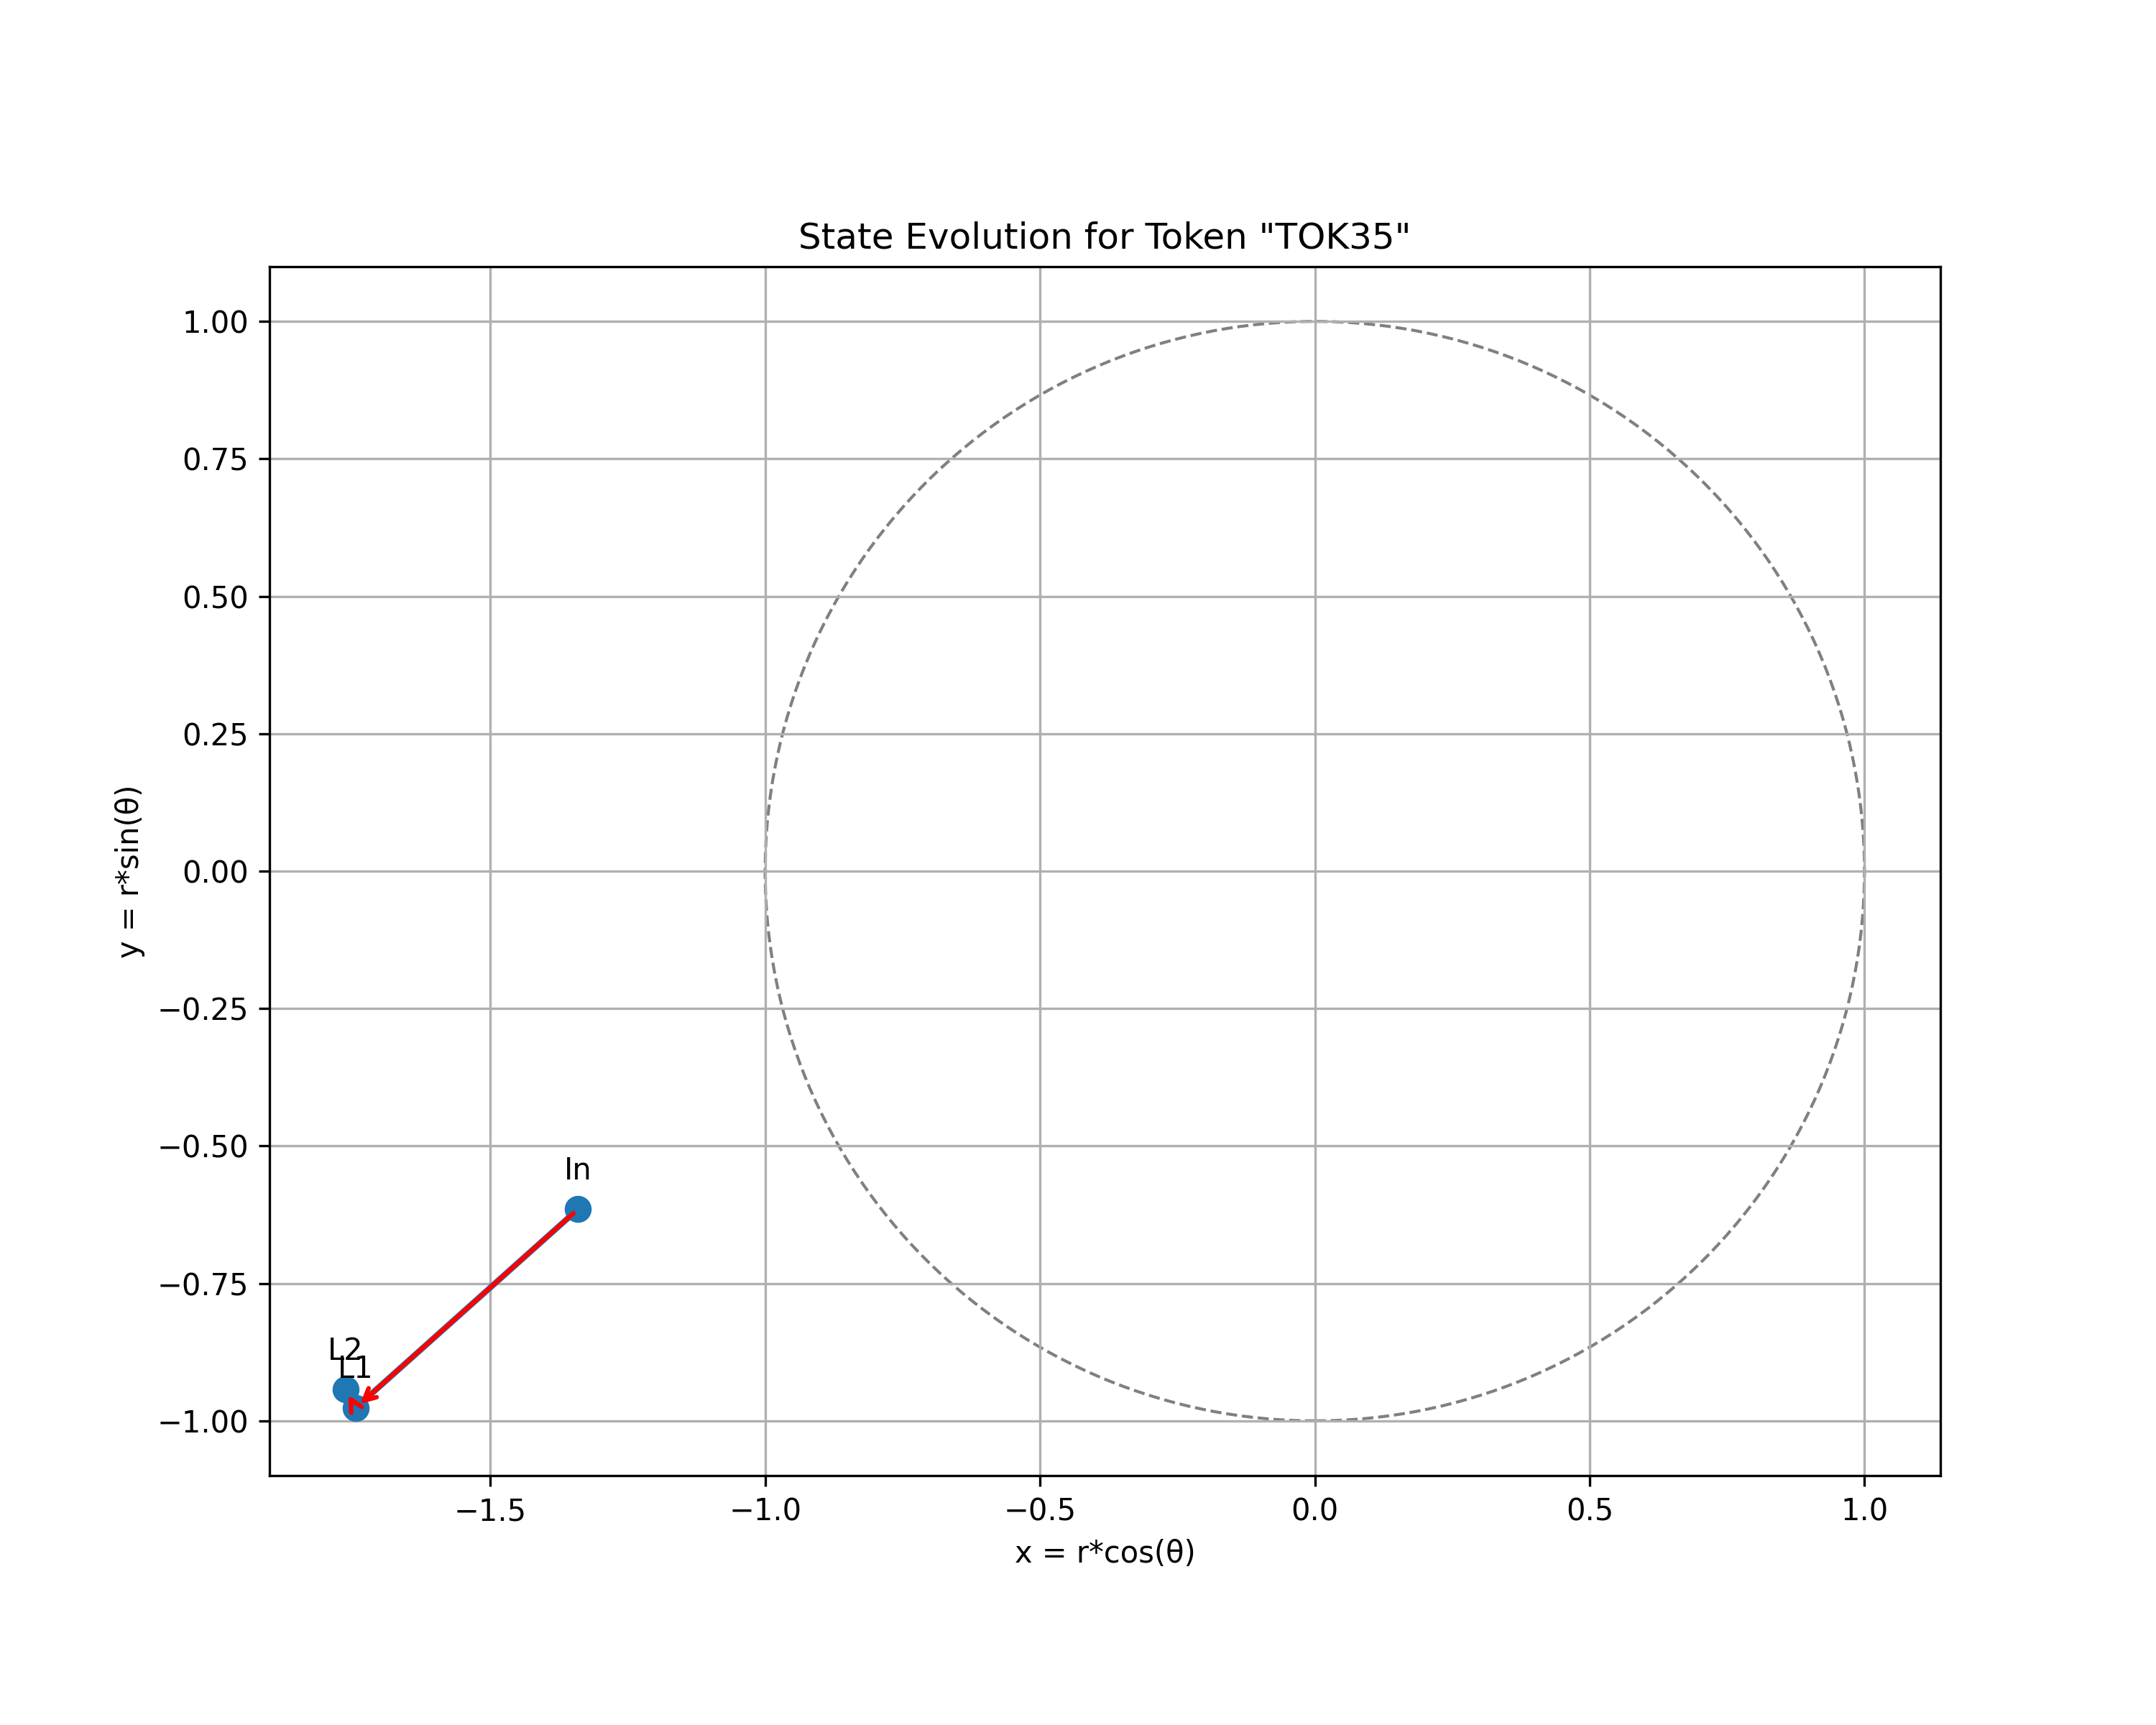 State Evolution for Token "TOK35"
1.00
0.75
0.50
0.25
0.00
−0.25
−0.50
−0.75
−1.00
y = r*sin(θ)
In
L2
L1
−1.5 −1.0 −0.5 0.0 0.5 1.0
x = r*cos(θ)